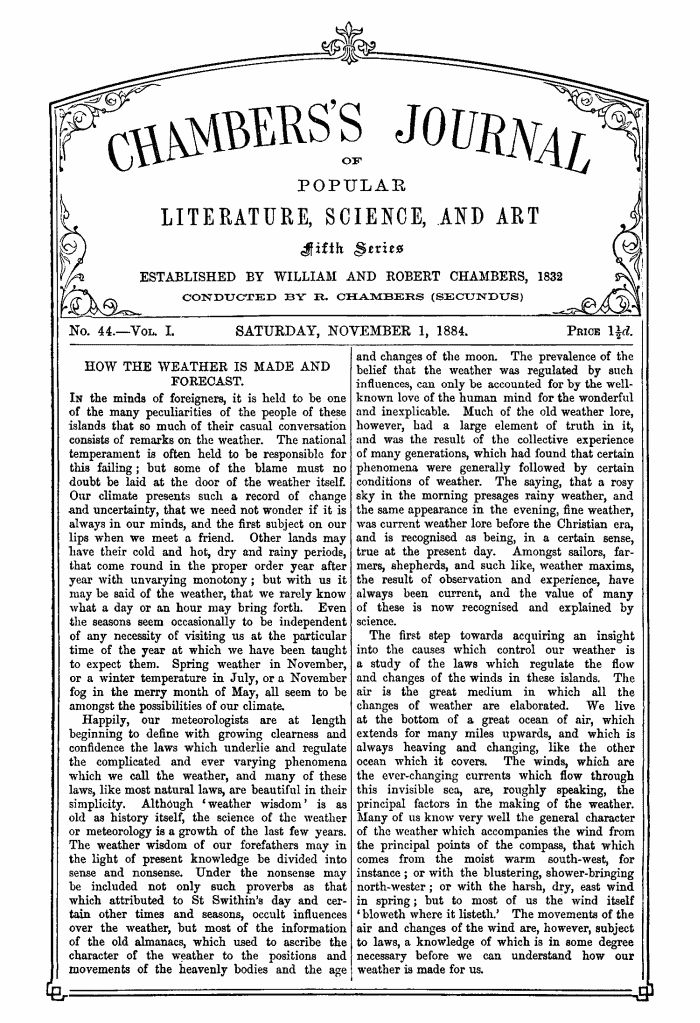 CHAMBERS'S JOURNAL
OF
POPULAR
LITERATURE, SCIENCE, AND ART
Fifth Series
ESTABLISHED BY WILLIAM AND ROBERT CHAMBERS, 1832
CONDUCTED BY R. CHAMBERS (SECUNDUS)
No. 44.—Vol. I.
SATURDAY, NOVEMBER 1, 1884.
Price 1½d.
HOW THE WEATHER IS MADE AND
FORECAST.
In the minds of foreigners, it is held to be one
of the many peculiarities of the people of these
islands that so much of their casual conversation
consists of remarks on the weather. The national
temperament is often held to be responsible for
this failing; but some of the blame must no
doubt be laid at the door of the weather itself.
Our climate presents such a record of change
and uncertainty, that we need not wonder if it is
always in our minds, and the first subject on our
lips when we meet a friend. Other lands may
have their cold and hot, dry and rainy periods,
that come round in the proper order year after
year with unvarying monotony; but with us it
may be said of the weather, that we rarely know
what a day or an hour may bring forth. Even
the seasons seem occasionally to be independent
of any necessity of visiting us at the particular
time of the year at which we have been taught
to expect them. Spring weather in November,
or a winter temperature in July, or a November
fog in the merry month of May, all seem to be
amongst the possibilities of our climate.
Happily, our meteorologists are at length
beginning to define with growing clearness and
confidence the laws which underlie and regulate
the complicated and ever varying phenomena
which we call the weather, and many of these
laws, like most natural laws, are beautiful in their
simplicity. Although ‘weather wisdom’ is as
old as history itself, the science of the weather
or meteorology is a growth of the last few years.
The weather wisdom of our forefathers may in
the light of present knowledge be divided into
sense and nonsense. Under the nonsense may
be included not only such proverbs as that
which attributed to St Swithin's day and cer-
tain other times and seasons, occult influences
over the weather, but most of the information
of the old almanacs, which used to ascribe the
character of the weather to the positions and
movements of the heavenly bodies and the age
and changes of the moon. The prevalence of the
belief that the weather was regulated by such
influences, can only be accounted for by the well-
known love of the human mind for the wonderful
and inexplicable. Much of the old weather lore,
however, had a large element of truth in it,
and was the result of the collective experience
of many generations, which had found that certain
phenomena were generally followed by certain
conditions of weather. The saying, that a rosy
sky in the morning presages rainy weather, and
the same appearance in the evening, fine weather,
was current weather lore before the Christian era,
and is recognised as being, in a certain sense,
true at the present day. Amongst sailors, far-
mers, shepherds, and such like, weather maxims,
the result of observation and experience, have
always been current, and the value of many
of these is now recognised and explained by
science.
The first step towards acquiring an insight
into the causes which control our weather is
a study of the laws which regulate the flow
and changes of the winds in these islands. The
air is the great medium in which all the
changes of weather are elaborated. We live
at the bottom of a great ocean of air, which
extends for many miles upwards, and which is
always heaving and changing, like the other
ocean which it covers. The winds, which are
the ever-changing currents which flow through
this invisible sea, are, roughly speaking, the
principal factors in the making of the weather.
Many of us know very well the general character
of the weather which accompanies the wind from
the principal points of the compass, that which
comes from the moist warm south-west, for
instance; or with the blustering, shower-bringing
north-wester; or with the harsh, dry, east wind
in spring; but to most of us the wind itself
‘bloweth where it listeth.’ The movements of the
air and changes of the wind are, however, subject
to laws, a knowledge of which is in some degree
necessary before we can understand how our
weather is made for us.